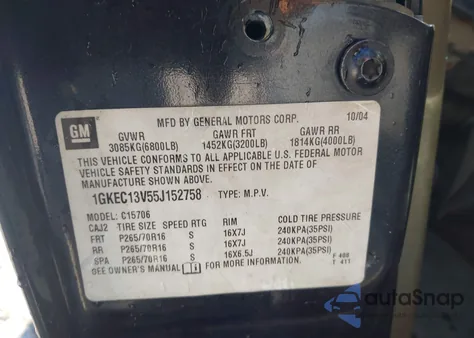 GM
MFD BY GENERAL MOTORS CORP. 10/04
GVWR GAWR FRT GAWR RR
3085KG(6800LB) 1452KG(3200LB) 1814KG(4000LB)
THIS VEHICLE CONFORMS TO ALL APPLICABLE U.S. FEDERAL MOTOR
VEHICLE SAFETY STANDARDS IN EFFECT ON THE DATE OF
MANUFACTURE SHOWN ABOVE.
1GKEC13V55J152758 TYPE: M.P.V.
MODEL: C15706
CAJ2 TIRE SIZE SPEED RTG RIM COLD TIRE PRESSURE
FRT P265/70R16 S 16X7J 240KPA(35PSI)
RR P265/70R16 S 16X7J 240KPA(35PSI)
SPA P265/70R16 S 16X6.5J 240KPA(35PSI)
SEE OWNER'S MANUAL FOR MORE INFORMATION.
F 400
T 411
autoSnap